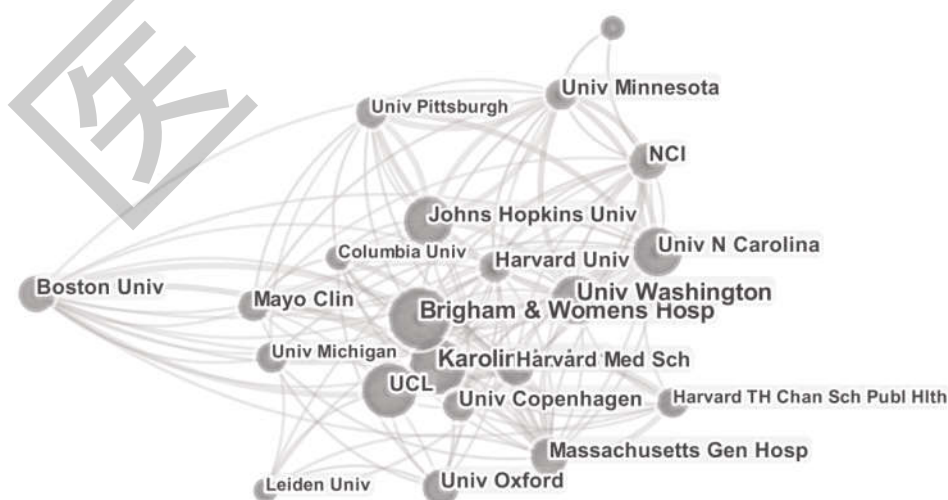 医
Univ Minnesota
Univ Pittsburgh
NCI
Johns Hopkins Univ
Univ N Carolina
Columbia Univ
Harvard Univ
Boston Univ
Mayo Clin
Univ Washington
Brigham & Womens Hosp
Univ Michigan
Harvard Med Sch
UCL
Univ Copenhagen
Harvard TH Chan Sch Publ Hlth
Massachusetts Gen Hosp
Leiden Univ
Univ Oxford